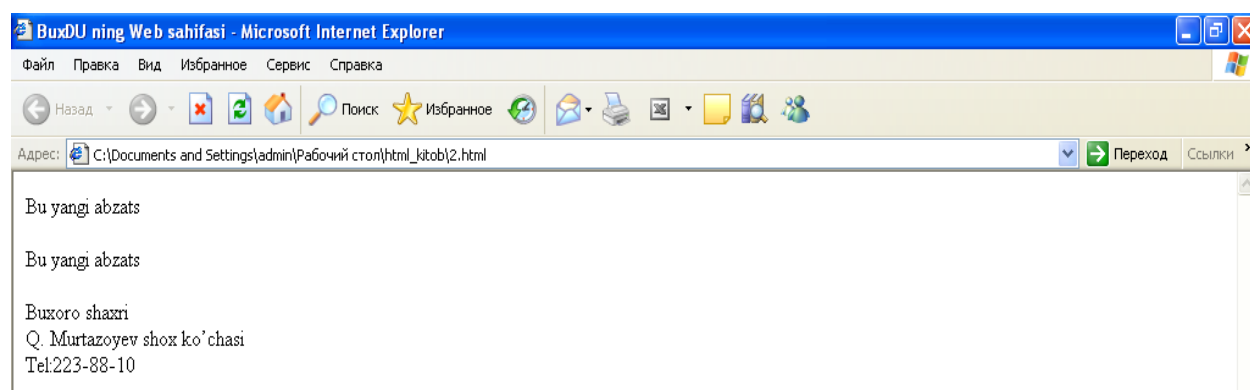 BuxDU ning Web sahifasi - Microsoft Internet Explorer
Файл Правка Вид Избранное Сервис Справка
Назад Поиск Избранное
Адрес: C:\Documents and Settings\admin\Рабочий стол\html_kitob\2.html Переход Ссылки
Bu yangi abzats
Bu yangi abzats
Buxoro shaxri
Q. Murtazoyev shox ko’chasi
Tel:223-88-10